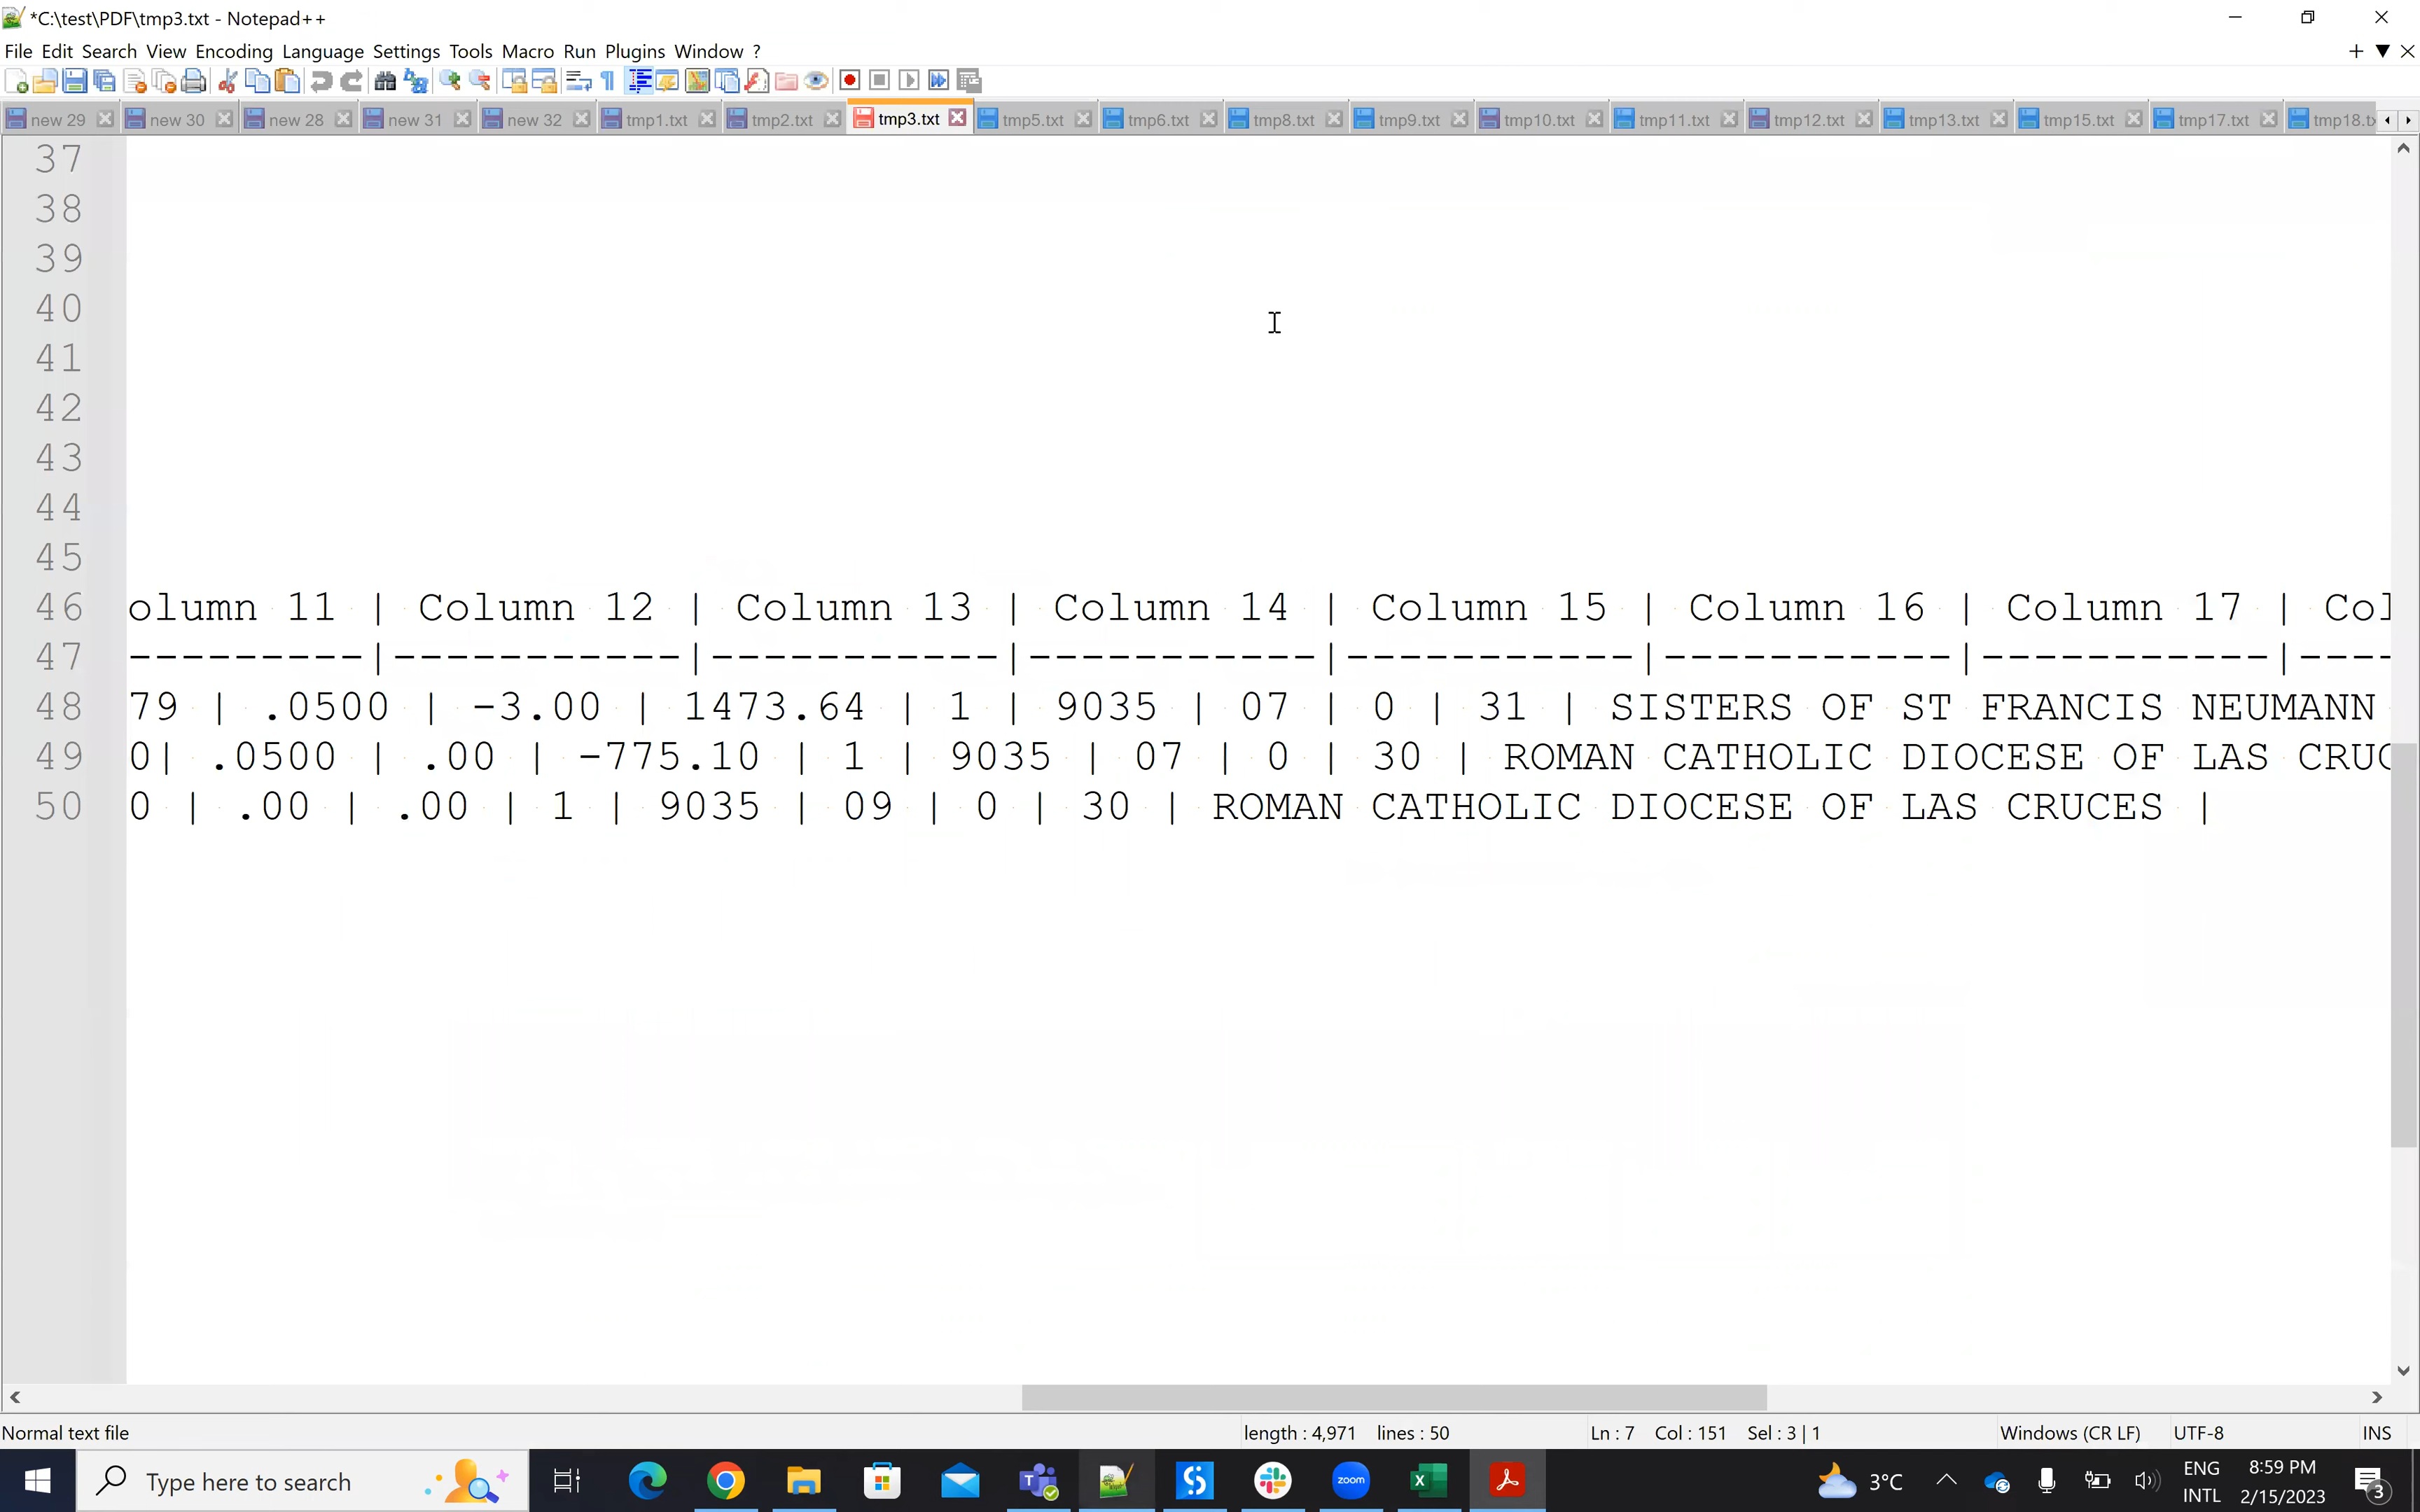 *C:\test\PDF\tmp3.txt - Notepad++
File Edit Search View Encoding Language Settings Tools Macro Run Plugins Window ?
new 29 new 30 new 28 new 31 new 32 tmp1.txt tmp2.txt tmp3.txt tmp5.txt tmp6.txt tmp8.txt tmp9.txt tmp10.txt tmp11.txt tmp12.txt tmp13.txt tmp15.txt tmp17.txt tmp18.tx
37
38
39
40
41
42
43
44
45
46 olumn 11 | Column 12 | Column 13 | Column 14 | Column 15 | Column 16 | Column 17 | Col
47 ---------|-----------|-----------|-----------|-----------|-----------|-----------|----
48 79 | .0500 | -3.00 | 1473.64 | 1 | 9035 | 07 | 0 | 31 | SISTERS OF ST FRANCIS NEUMANN
49 0| .0500 | .00 | -775.10 | 1 | 9035 | 07 | 0 | 30 | ROMAN CATHOLIC DIOCESE OF LAS CRUC
50 0 | .00 | .00 | 1 | 9035 | 09 | 0 | 30 | ROMAN CATHOLIC DIOCESE OF LAS CRUCES |
Normal text file length : 4,971 lines : 50 Ln : 7 Col : 151 Sel : 3 | 1 Windows (CR LF) UTF-8 INS
Type here to search zoom 3°C ENG INTL 8:59 PM 2/15/2023 3